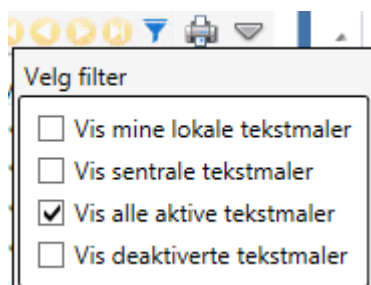 Velg filter
Vis mine lokale tekstmaler
Vis sentrale tekstmaler
Vis alle aktive tekstmaler
Vis deaktiverte tekstmaler